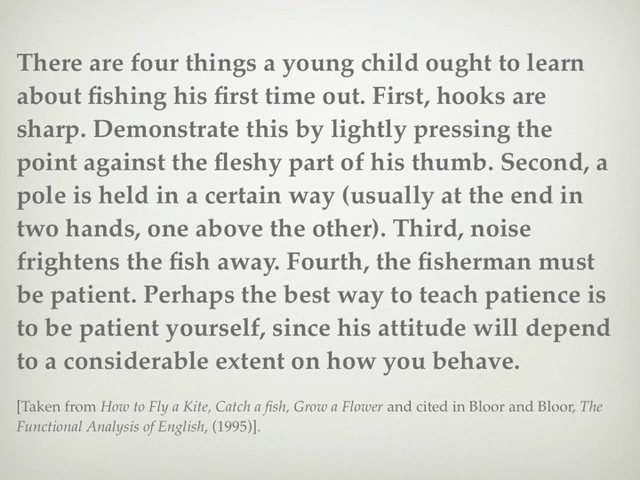 There are four things a young child ought to learn
about fishing his first time out. First, hooks are
sharp. Demonstrate this by lightly pressing the
point against the fleshy part of his thumb. Second, a
pole is held in a certain way (usually at the end in
two hands, one above the other). Third, noise
frightens the fish away. Fourth, the fisherman must
be patient. Perhaps the best way to teach patience is
to be patient yourself, since his attitude will depend
to a considerable extent on how you behave.
[Taken from How to Fly a Kite, Catch a fish, Grow a Flower and cited in Bloor and Bloor, The
Functional Analysis of English, (1995)].